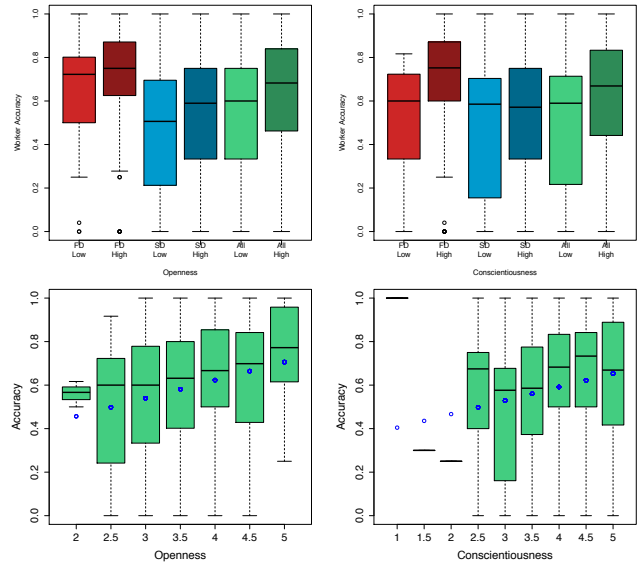 1.0
0.8
0.6
0.4
0.2
0.0
Worker Accuracy
FD FD SD SD All All
Low High Low High Low High
Openness
1.0
0.8
0.6
0.4
0.2
0.0
Worker Accuracy
FD FD SD SD All All
Low High Low High Low High
Conscientiousness
1.0
0.8
0.6
0.4
0.2
0.0
Accuracy
2 2.5 3 3.5 4 4.5 5
Openness
1.0
0.8
0.6
0.4
0.2
0.0
Accuracy
1 1.5 2 2.5 3 3.5 4 4.5 5
Conscientiousness